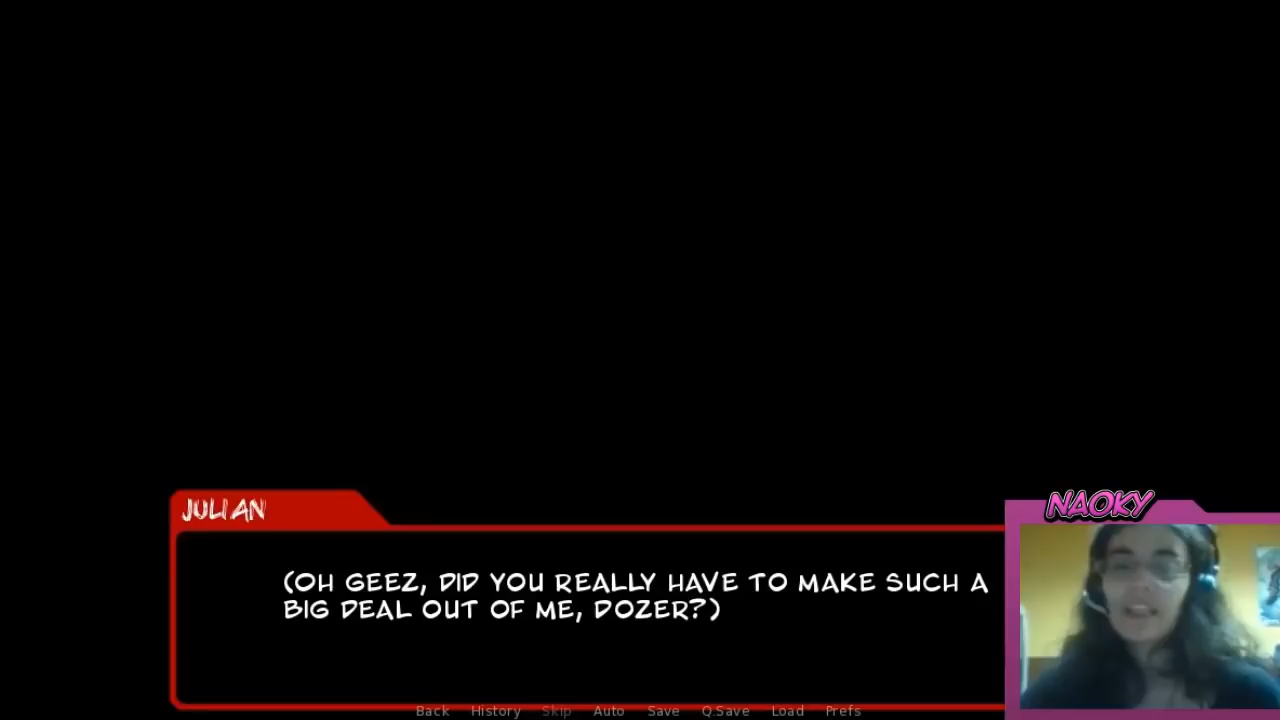 JULIAN
NAOKY
(OH GEEZ, DID YOU REALLY HAVE TO MAKE SUCH A
BIG DEAL OUT OF ME, DOZER?)
Back History Skip Auto Save Q.Save Load Prefs